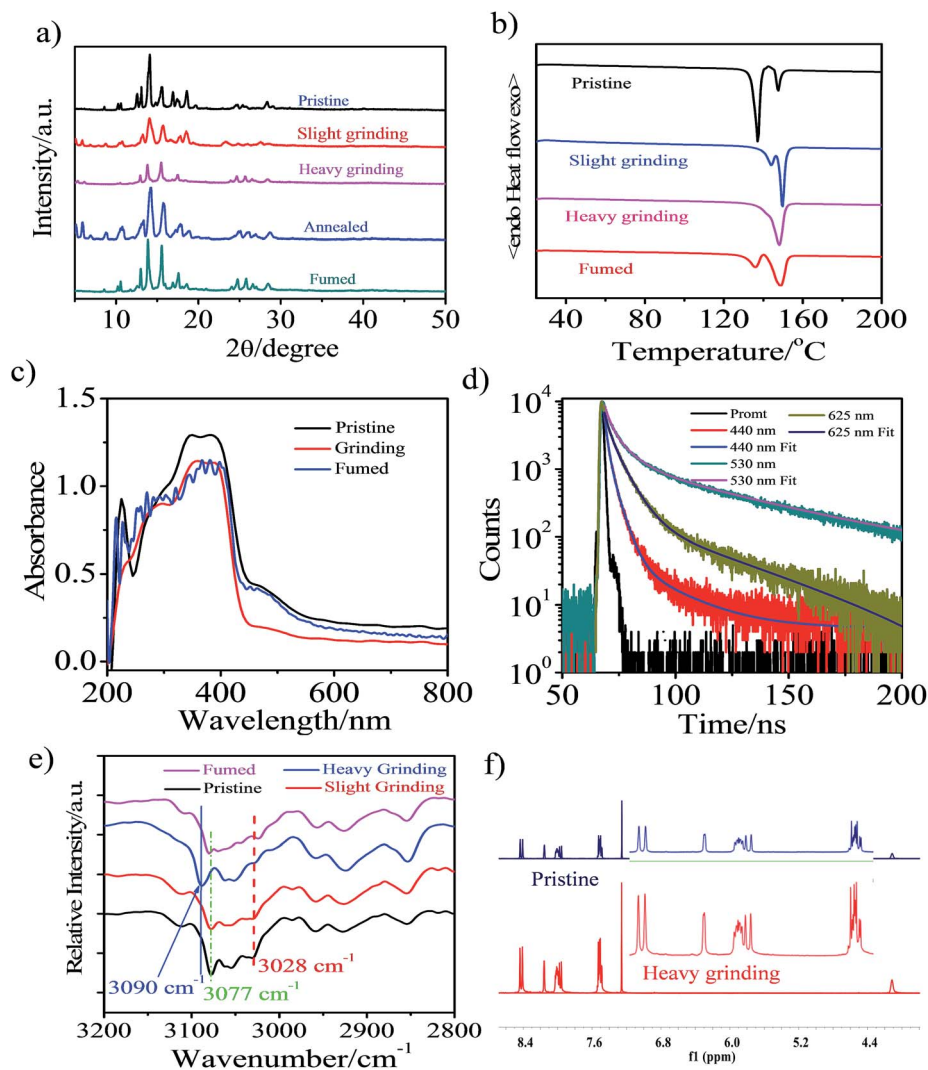 a)
Pristine
Slight grinding
Heavy grinding
Annealed
Fumed
Intensity/a.u.
10 20 30 40 50
2θ/degree
b)
Pristine
Slight grinding
Heavy grinding
Fumed
<endo Heat flow exo>
40 80 120 160 200
Temperature/°C
c)
1.5
1.0
0.5
0.0
Pristine
Grinding
Fumed
Absorbance
200 400 600 800
Wavelength/nm
d)
10⁴
10³
10²
10¹
10⁰
Promt
440 nm
440 nm Fit
530 nm
530 nm Fit
625 nm
625 nm Fit
Counts
50 100 150 200
Time/ns
e)
Fumed
Heavy Grinding
Pristine
Slight Grinding
Relative Intensity/a.u.
3090 cm⁻¹
3077 cm⁻¹
3028 cm⁻¹
3200 3100 3000 2900 2800
Wavenumber/cm⁻¹
f)
Pristine
Heavy grinding
8.4 7.6 6.8 6.0 5.2 4.4
f1 (ppm)